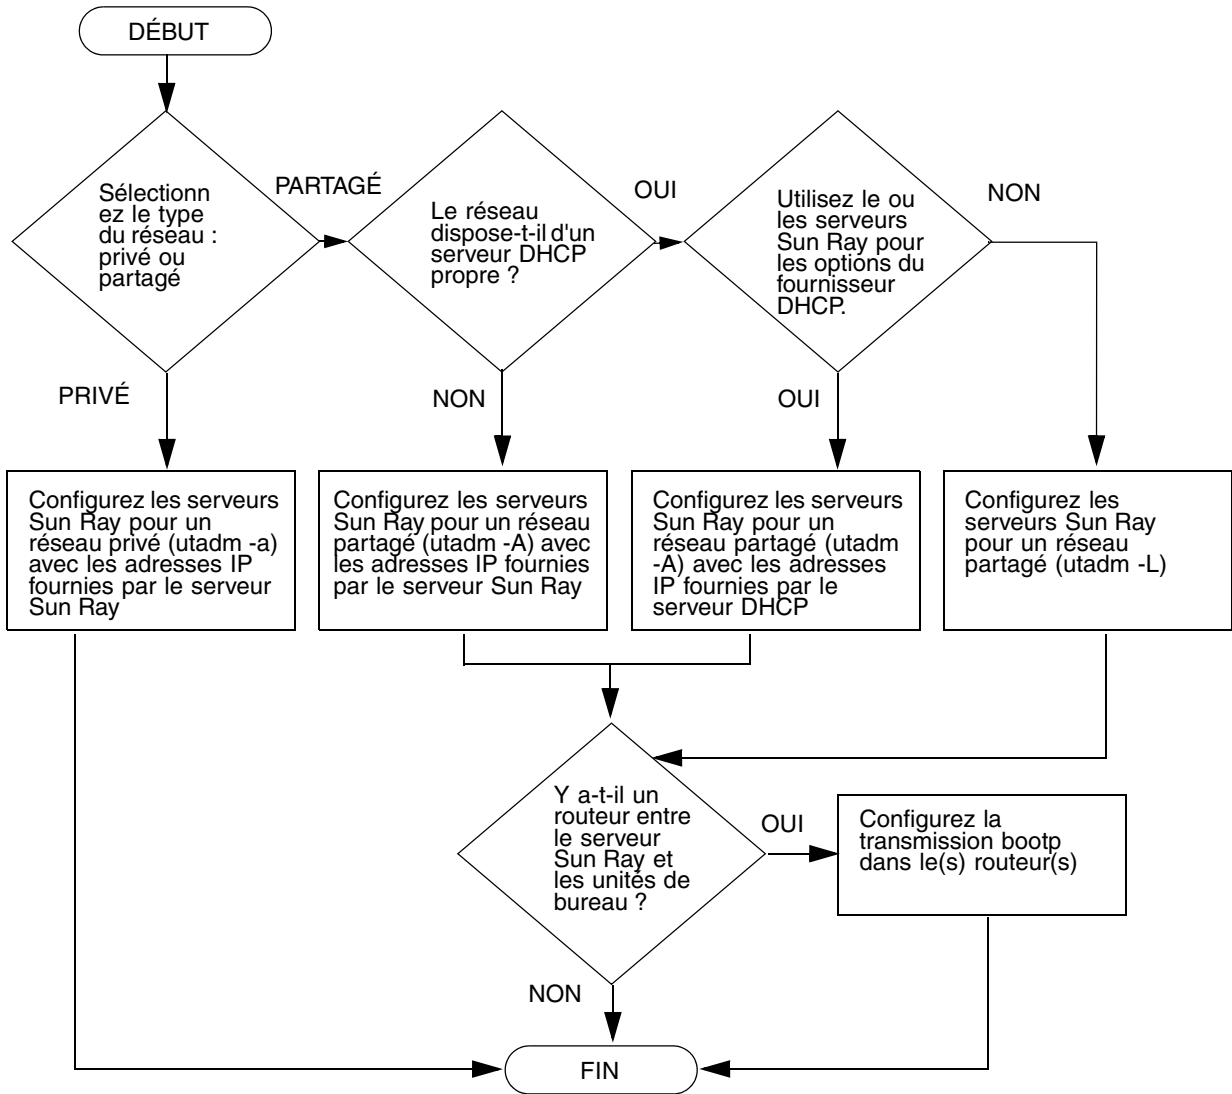 DÉBUT
Sélectionn
ez le type
du réseau :
privé ou
partagé
PARTAGÉ
Le réseau
dispose-t-il d'un
serveur DHCP
propre ?
OUI
Utilisez le ou
les serveurs
Sun Ray pour
les options du
fournisseur
DHCP.
NON
PRIVÉ
NON
OUI
Configurez les serveurs
Sun Ray pour un
réseau privé (utadm -a)
avec les adresses IP
fournies par le serveur
Sun Ray
Configurez les serveurs
Sun Ray pour un réseau
partagé (utadm -A) avec
les adresses IP fournies
par le serveur Sun Ray
Configurez les serveurs
Sun Ray pour un
réseau partagé (utadm
-A) avec les adresses
IP fournies par le
serveur DHCP
Configurez les
serveurs Sun Ray
pour un réseau
partagé (utadm -L)
Y a-t-il un
routeur entre
le serveur
Sun Ray et
les unités de
bureau ?
OUI
Configurez la
transmission bootp
dans le(s) routeur(s)
NON
FIN